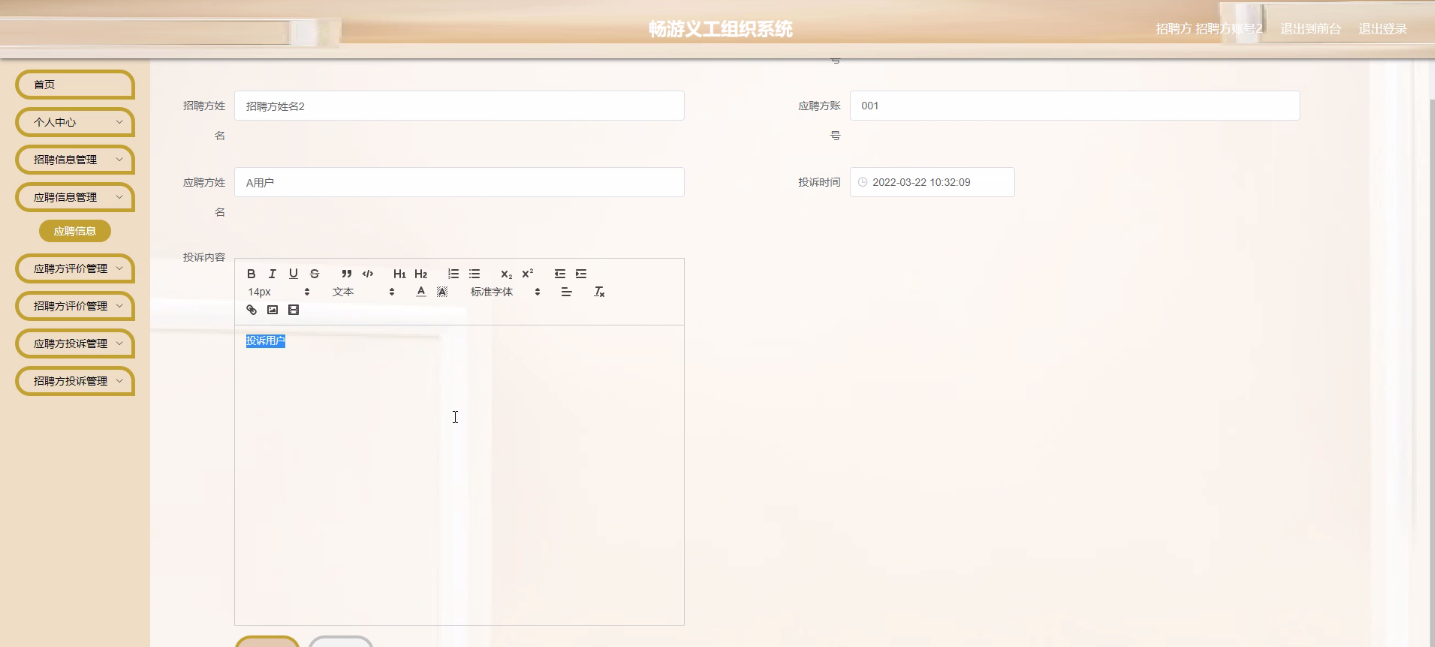 畅游义工组织系统
招聘方 招聘方账号2 退出到前台 退出登录
首页
个人中心
招聘信息管理
应聘信息管理
应聘信息
应聘方评价管理
招聘方评价管理
应聘方投诉管理
招聘方投诉管理
号
招聘方姓名 招聘方姓名2
应聘方账号 001
应聘方姓名 A用户
投诉时间 2022-03-22 10:32:09
投诉内容
B I U S ” </> H1 H2 X2 X2
14px 文本 A A 标准字体 Tx
投诉用户